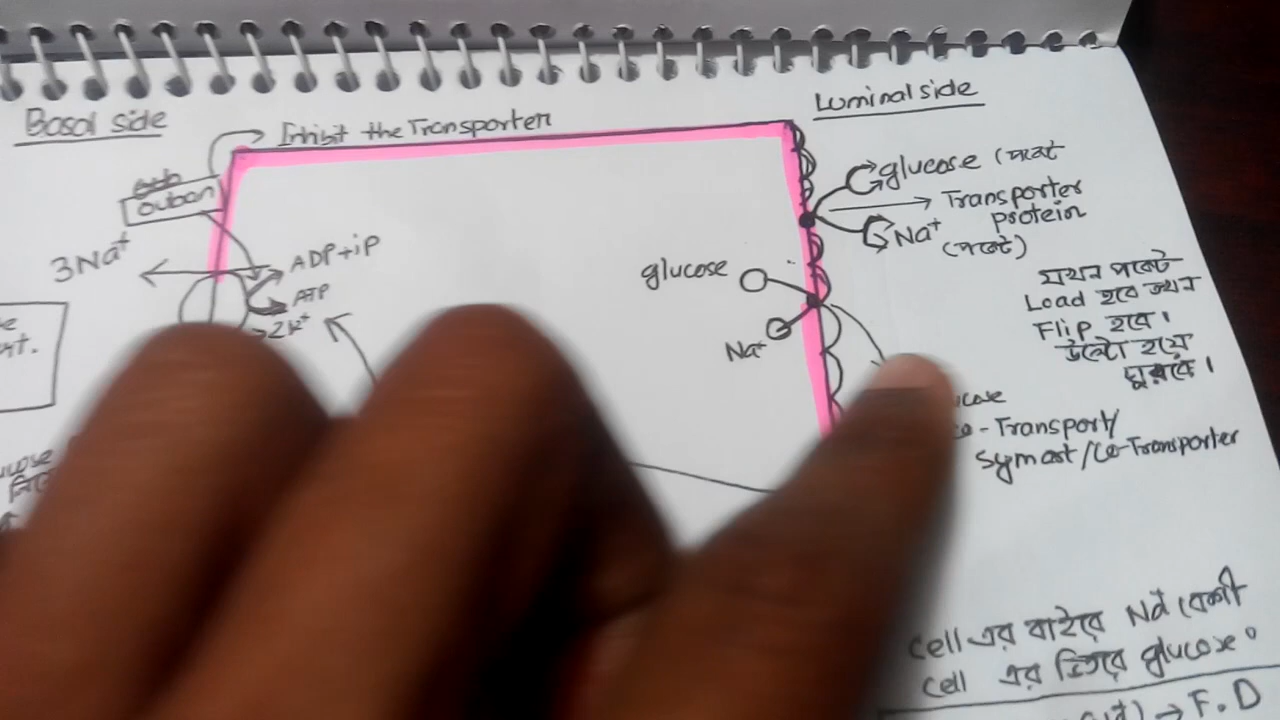 Basal side
Luminal side
Inhibit the Transporter
ouban
3Na⁺
ADP+iP
ATP
2K⁺
glucose
Na⁺
glucose (পকেট
Transporter
protein
Na⁺
(পকেট)
যখন পকেট
Load হবে তখন
Flip হবে।
উল্টো হয়ে
ঘুরবে।
Co-Transport/
Symast/Co-Transporter
Cell এর বাইরে Na⁺ বেশী
Cell এর ভিতরে glucose
→ F.D